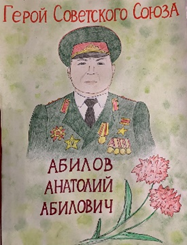 Герой Советского Союза
АБИЛОВ
АНАТОЛИЙ
АБИЛОВИЧ